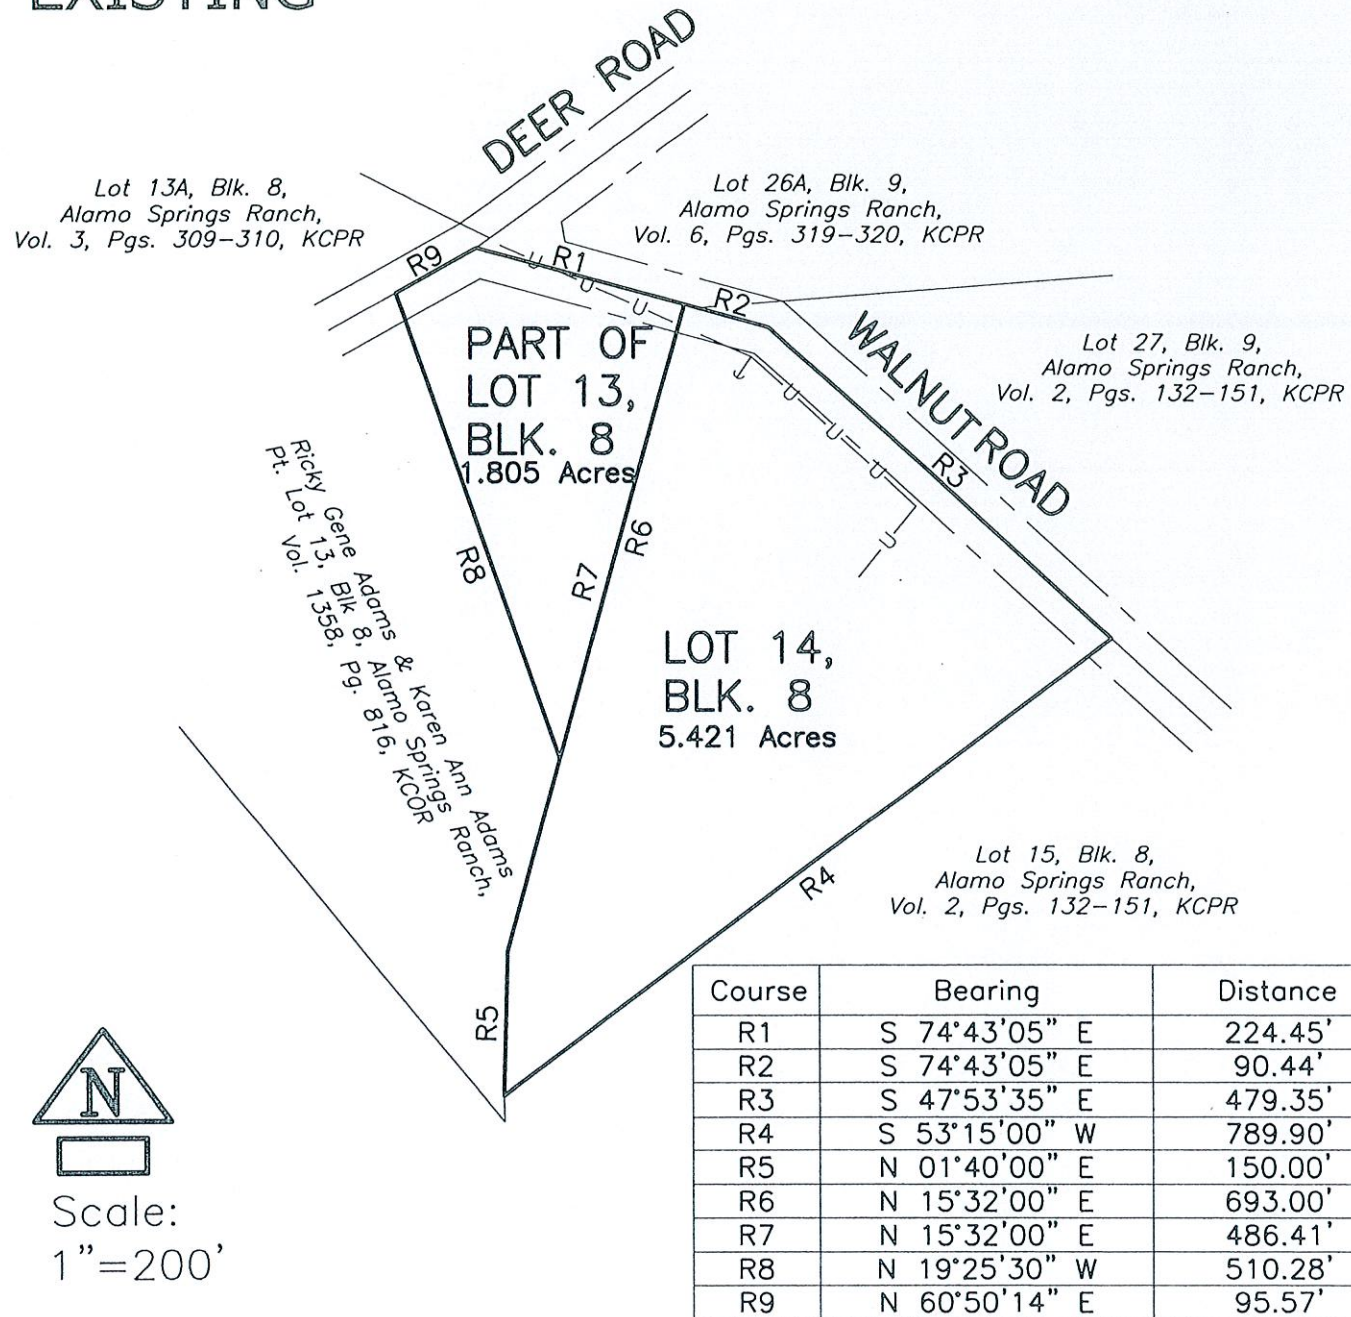 EXISTING
DEER ROAD
Lot 13A, Blk. 8,
Alamo Springs Ranch,
Vol. 3, Pgs. 309-310, KCPR
Lot 26A, Blk. 9,
Alamo Springs Ranch,
Vol. 6, Pgs. 319-320, KCPR
R9
U
R1
U
U
R2
PART OF
LOT 13,
BLK. 8
1.805 Acres
WALNUT ROAD
Lot 27, Blk. 9,
Alamo Springs Ranch,
Vol. 2, Pgs. 132-151, KCPR
U
U
U
U
R3
Ricky Gene Adams & Karen Ann Adams
Pt. Lot 13, Blk 8, Alamo Springs Ranch,
Vol. 1358, Pg. 816, KCOR
R8
R7
R6
LOT 14,
BLK. 8
5.421 Acres
R4
Lot 15, Blk. 8,
Alamo Springs Ranch,
Vol. 2, Pgs. 132-151, KCPR
R5
N
Scale:
1"=200'
Course Bearing Distance
R1 S 74°43'05" E 224.45'
R2 S 74°43'05" E 90.44'
R3 S 47°53'35" E 479.35'
R4 S 53°15'00" W 789.90'
R5 N 01°40'00" E 150.00'
R6 N 15°32'00" E 693.00'
R7 N 15°32'00" E 486.41'
R8 N 19°25'30" W 510.28'
R9 N 60°50'14" E 95.57'